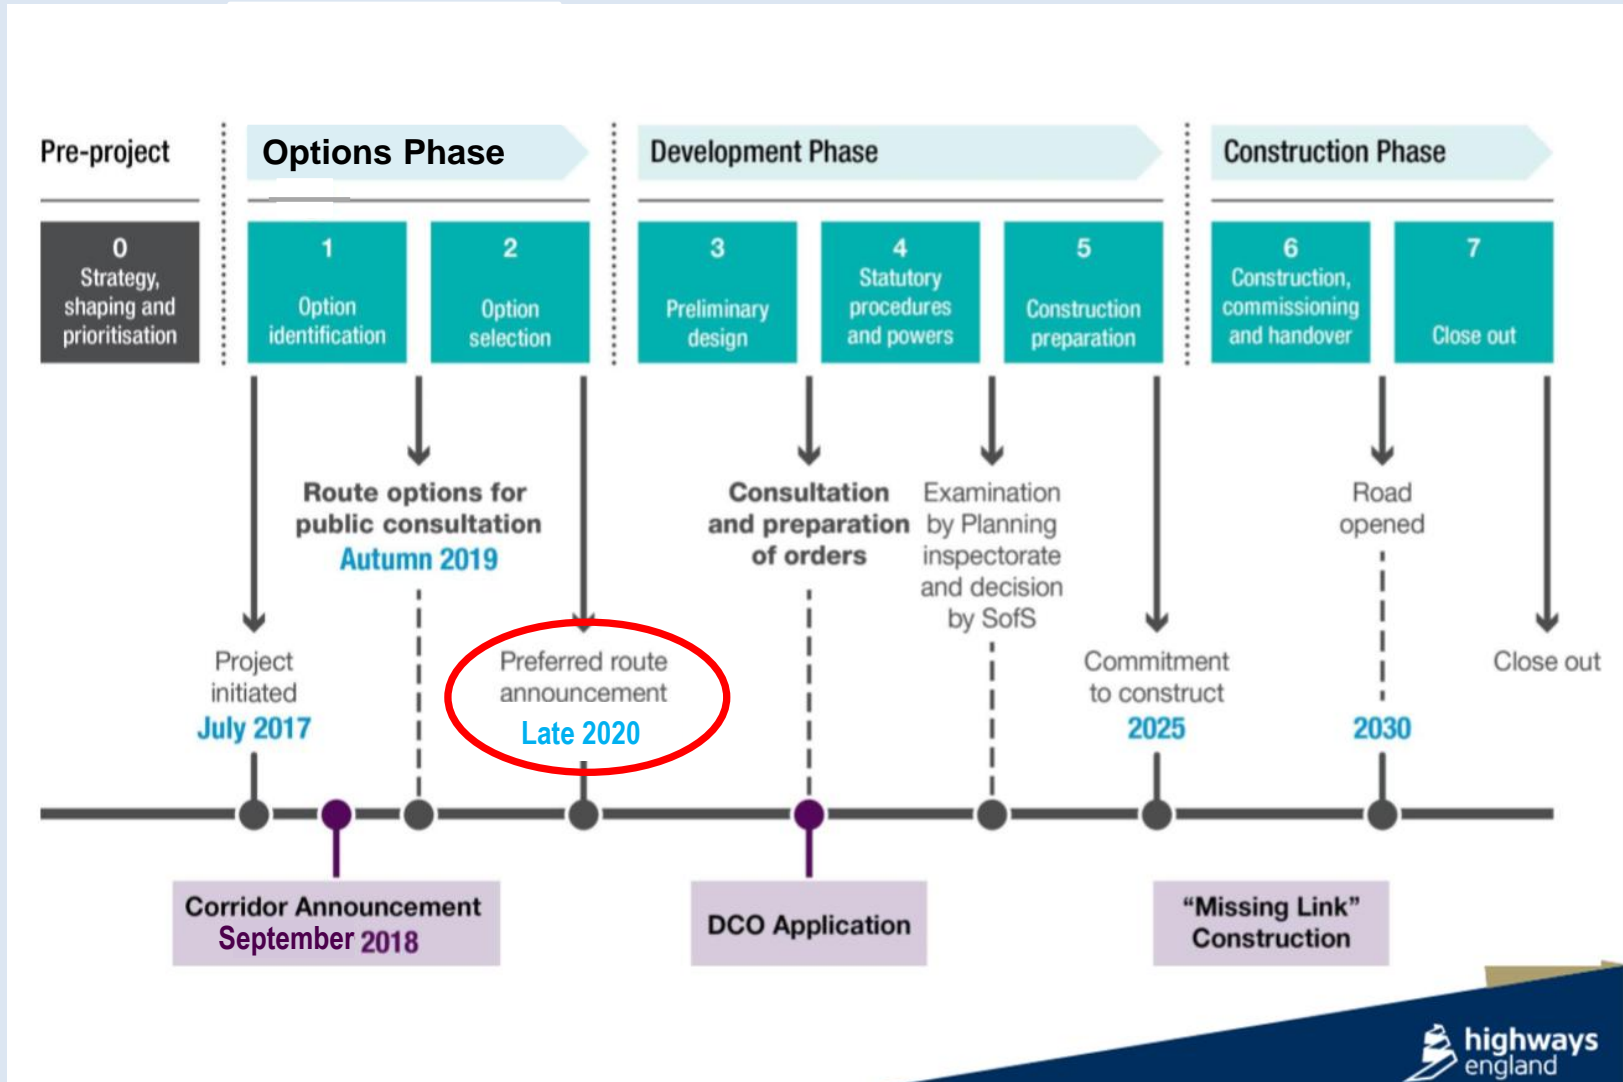 Pre-project
Options Phase
Development Phase
Construction Phase
0
Strategy,
shaping and
prioritisation
1
Option
identification
2
Option
selection
3
Preliminary
design
4
Statutory
procedures
and powers
5
Construction
preparation
6
Construction,
commissioning
and handover
7
Close out
Route options for
public consultation
Autumn 2019
Consultation
and preparation
of orders
Examination
by Planning
inspectorate
and decision
by SofS
Road
opened
Project
initiated
July 2017
Preferred route
announcement
Late 2020
Commitment
to construct
2025
2030
Close out
Corridor Announcement
September 2018
DCO Application
“Missing Link”
Construction
highways
england